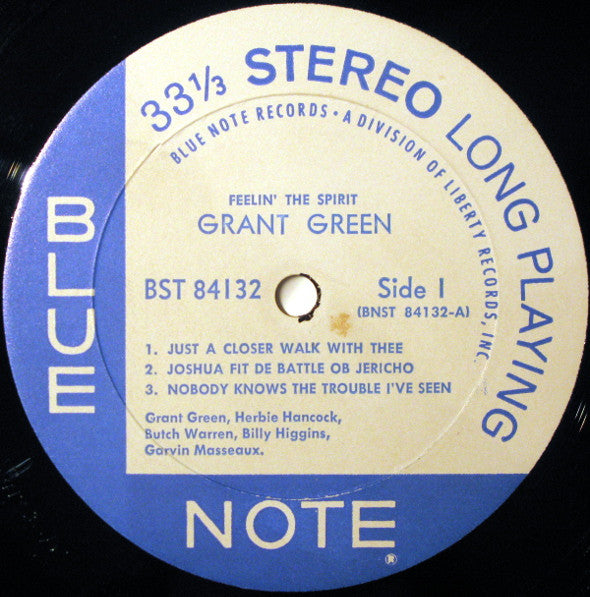 33⅓ STEREO LONG PLAYING
BLUE NOTE RECORDS • A DIVISION OF LIBERTY RECORDS, INC.
FEELIN' THE SPIRIT
GRANT GREEN
BST 84132
Side 1
(BNST 84132-A)
1. JUST A CLOSER WALK WITH THEE
2. JOSHUA FIT DE BATTLE OB JERICHO
3. NOBODY KNOWS THE TROUBLE I'VE SEEN
Grant Green, Herbie Hancock,
Butch Warren, Billy Higgins,
Garvin Masseaux.
BLUE
NOTE®